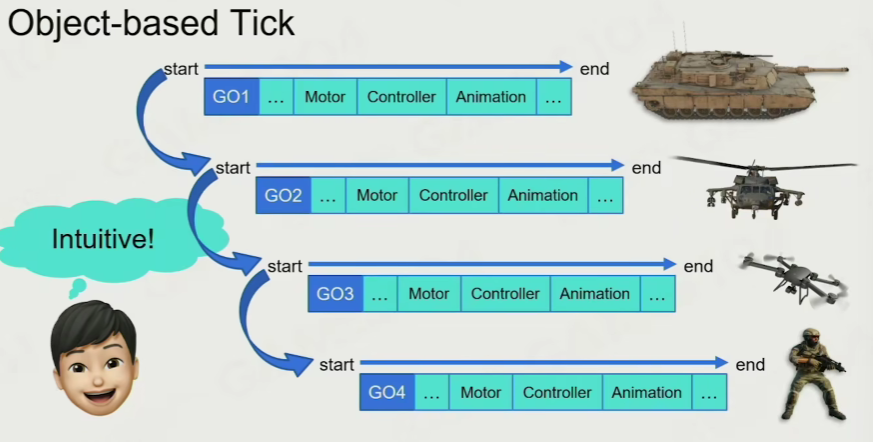 Object-based Tick
start end
GO1 ... Motor Controller Animation ...
start end
GO2 ... Motor Controller Animation ...
Intuitive!
start end
GO3 ... Motor Controller Animation ...
start end
GO4 ... Motor Controller Animation ...